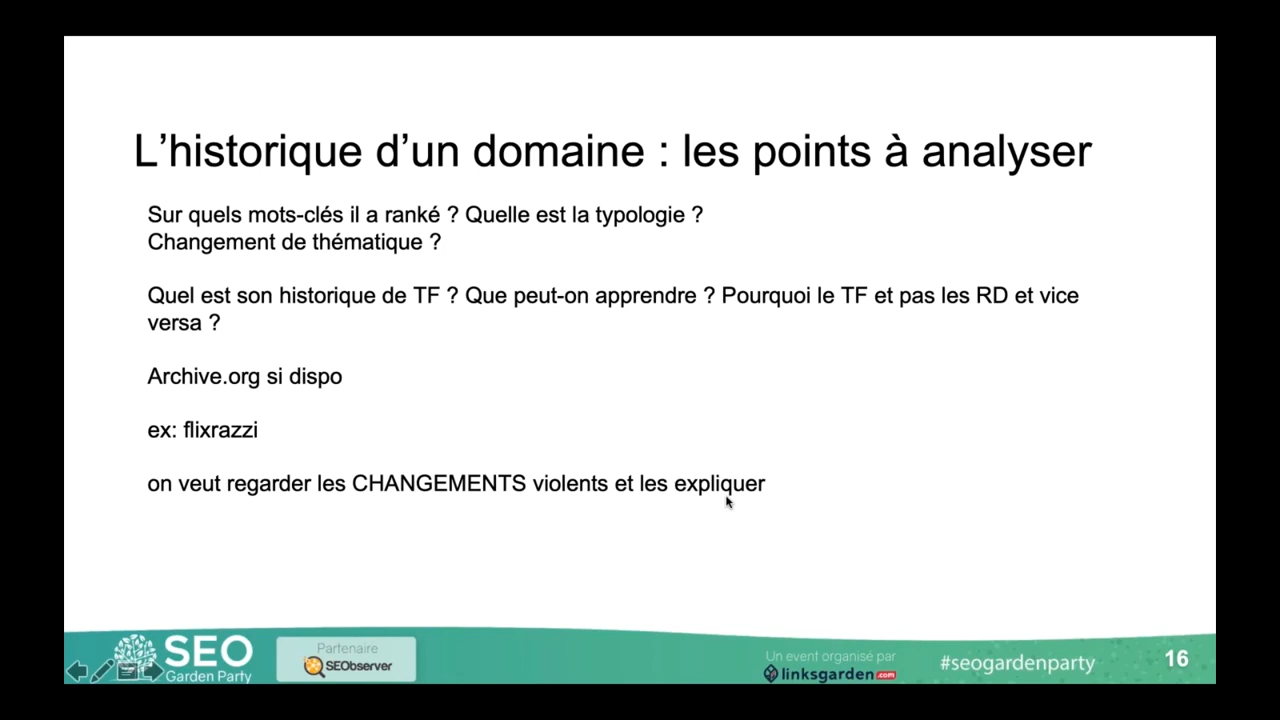 L’historique d’un domaine : les points à analyser
Sur quels mots-clés il a ranké ? Quelle est la typologie ?
Changement de thématique ?
Quel est son historique de TF ? Que peut-on apprendre ? Pourquoi le TF et pas les RD et vice
versa ?
Archive.org si dispo
ex: flixrazzi
on veut regarder les CHANGEMENTS violents et les expliquer
SEO
Garden Party
Partenaire
SEObserver
Un event organisé par
linksgarden.com
#seogardenparty
16